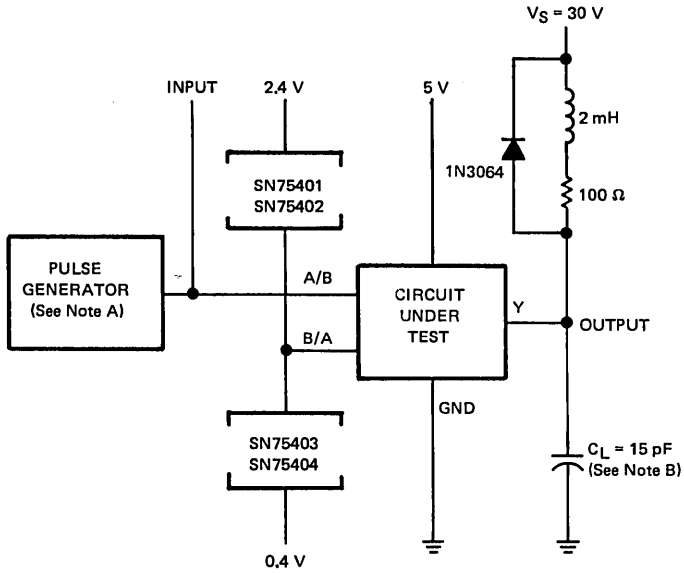 V_S = 30 V
INPUT
2.4 V
5 V
2 mH
1N3064
SN75401
SN75402
100 Ω
PULSE
GENERATOR
(See Note A)
A/B
CIRCUIT
UNDER
TEST
Y
OUTPUT
B/A
GND
SN75403
SN75404
C_L = 15 pF
(See Note B)
0.4 V